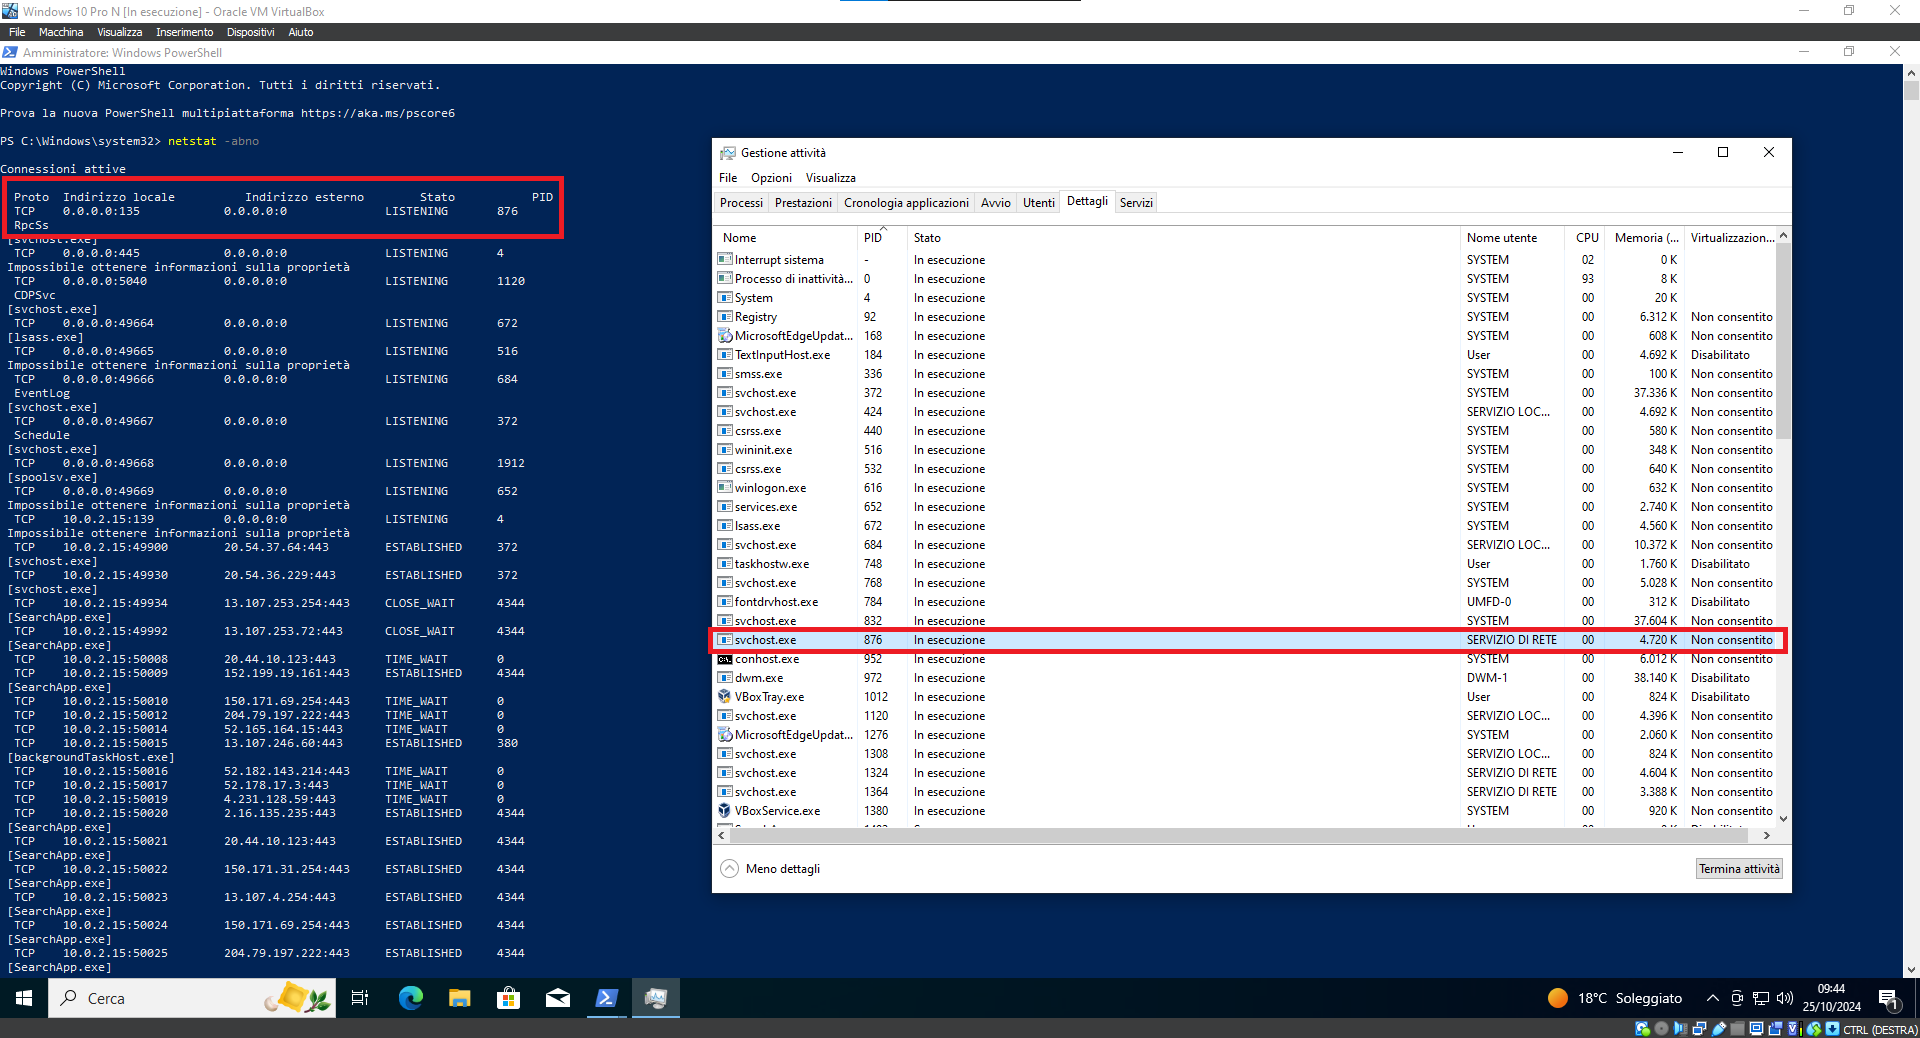 Windows 10 Pro N [In esecuzione] - Oracle VM VirtualBox
File Macchina Visualizza Inserimento Dispositivi Aiuto
Amministratore: Windows PowerShell
Windows PowerShell
Copyright (C) Microsoft Corporation. Tutti i diritti riservati.
Prova la nuova PowerShell multipiattaforma https://aka.ms/pscore6
PS C:\Windows\system32> netstat -abno
Connessioni attive
Proto Indirizzo locale Indirizzo esterno Stato PID
TCP 0.0.0.0:135 0.0.0.0:0 LISTENING 876
RpcSs
[svchost.exe]
TCP 0.0.0.0:445 0.0.0.0:0 LISTENING 4
Impossibile ottenere informazioni sulla proprietà
TCP 0.0.0.0:5040 0.0.0.0:0 LISTENING 1120
CDPSvc
[svchost.exe]
TCP 0.0.0.0:49664 0.0.0.0:0 LISTENING 672
[lsass.exe]
TCP 0.0.0.0:49665 0.0.0.0:0 LISTENING 516
Impossibile ottenere informazioni sulla proprietà
TCP 0.0.0.0:49666 0.0.0.0:0 LISTENING 684
EventLog
[svchost.exe]
TCP 0.0.0.0:49667 0.0.0.0:0 LISTENING 372
Schedule
[svchost.exe]
TCP 0.0.0.0:49668 0.0.0.0:0 LISTENING 1912
[spoolsv.exe]
TCP 0.0.0.0:49669 0.0.0.0:0 LISTENING 652
Impossibile ottenere informazioni sulla proprietà
TCP 10.0.2.15:139 0.0.0.0:0 LISTENING 4
Impossibile ottenere informazioni sulla proprietà
TCP 10.0.2.15:49900 20.54.37.64:443 ESTABLISHED 372
[svchost.exe]
TCP 10.0.2.15:49930 20.54.36.229:443 ESTABLISHED 372
[svchost.exe]
TCP 10.0.2.15:49934 13.107.253.254:443 CLOSE_WAIT 4344
[SearchApp.exe]
TCP 10.0.2.15:49992 13.107.253.72:443 CLOSE_WAIT 4344
[SearchApp.exe]
TCP 10.0.2.15:50008 20.44.10.123:443 TIME_WAIT 0
TCP 10.0.2.15:50009 152.199.19.161:443 ESTABLISHED 4344
[SearchApp.exe]
TCP 10.0.2.15:50010 150.171.69.254:443 TIME_WAIT 0
TCP 10.0.2.15:50012 204.79.197.222:443 TIME_WAIT 0
TCP 10.0.2.15:50014 52.165.164.15:443 TIME_WAIT 0
TCP 10.0.2.15:50015 13.107.246.60:443 ESTABLISHED 380
[backgroundTaskHost.exe]
TCP 10.0.2.15:50016 52.182.143.214:443 TIME_WAIT 0
TCP 10.0.2.15:50017 52.178.17.3:443 TIME_WAIT 0
TCP 10.0.2.15:50019 4.231.128.59:443 TIME_WAIT 0
TCP 10.0.2.15:50020 2.16.135.235:443 ESTABLISHED 4344
[SearchApp.exe]
TCP 10.0.2.15:50021 20.44.10.123:443 ESTABLISHED 4344
[SearchApp.exe]
TCP 10.0.2.15:50022 150.171.31.254:443 ESTABLISHED 4344
[SearchApp.exe]
TCP 10.0.2.15:50023 13.107.4.254:443 ESTABLISHED 4344
[SearchApp.exe]
TCP 10.0.2.15:50024 150.171.69.254:443 ESTABLISHED 4344
[SearchApp.exe]
TCP 10.0.2.15:50025 204.79.197.222:443 ESTABLISHED 4344
[SearchApp.exe]
Gestione attività
File Opzioni Visualizza
Processi Prestazioni Cronologia applicazioni Avvio Utenti Dettagli Servizi
Nome PID Stato Nome utente CPU Memoria (... Virtualizzazion...
Interrupt sistema - In esecuzione SYSTEM 02 0 K
Processo di inattività... 0 In esecuzione SYSTEM 93 8 K
System 4 In esecuzione SYSTEM 00 20 K
Registry 92 In esecuzione SYSTEM 00 6.312 K Non consentito
MicrosoftEdgeUpdat... 168 In esecuzione SYSTEM 00 608 K Non consentito
TextInputHost.exe 184 In esecuzione User 00 4.692 K Disabilitato
smss.exe 336 In esecuzione SYSTEM 00 100 K Non consentito
svchost.exe 372 In esecuzione SYSTEM 00 37.336 K Non consentito
svchost.exe 424 In esecuzione SERVIZIO LOC... 00 4.692 K Non consentito
csrss.exe 440 In esecuzione SYSTEM 00 580 K Non consentito
wininit.exe 516 In esecuzione SYSTEM 00 348 K Non consentito
csrss.exe 532 In esecuzione SYSTEM 00 640 K Non consentito
winlogon.exe 616 In esecuzione SYSTEM 00 632 K Non consentito
services.exe 652 In esecuzione SYSTEM 00 2.740 K Non consentito
lsass.exe 672 In esecuzione SYSTEM 00 4.560 K Non consentito
svchost.exe 684 In esecuzione SERVIZIO LOC... 00 10.372 K Non consentito
taskhostw.exe 748 In esecuzione User 00 1.760 K Disabilitato
svchost.exe 768 In esecuzione SYSTEM 00 5.028 K Non consentito
fontdrvhost.exe 784 In esecuzione UMFD-0 00 312 K Disabilitato
svchost.exe 832 In esecuzione SYSTEM 00 37.604 K Non consentito
svchost.exe 876 In esecuzione SERVIZIO DI RETE 00 4.720 K Non consentito
conhost.exe 952 In esecuzione SYSTEM 00 6.012 K Non consentito
dwm.exe 972 In esecuzione DWM-1 00 38.140 K Disabilitato
VBoxTray.exe 1012 In esecuzione User 00 824 K Disabilitato
svchost.exe 1120 In esecuzione SERVIZIO LOC... 00 4.396 K Non consentito
MicrosoftEdgeUpdat... 1276 In esecuzione SYSTEM 00 2.060 K Non consentito
svchost.exe 1308 In esecuzione SERVIZIO LOC... 00 824 K Non consentito
svchost.exe 1324 In esecuzione SERVIZIO DI RETE 00 4.604 K Non consentito
svchost.exe 1364 In esecuzione SERVIZIO DI RETE 00 3.388 K Non consentito
VBoxService.exe 1380 In esecuzione SYSTEM 00 920 K Non consentito
Meno dettagli
Termina attività
Cerca
18°C Soleggiato
09:44
25/10/2024
1
CTRL (DESTRA)